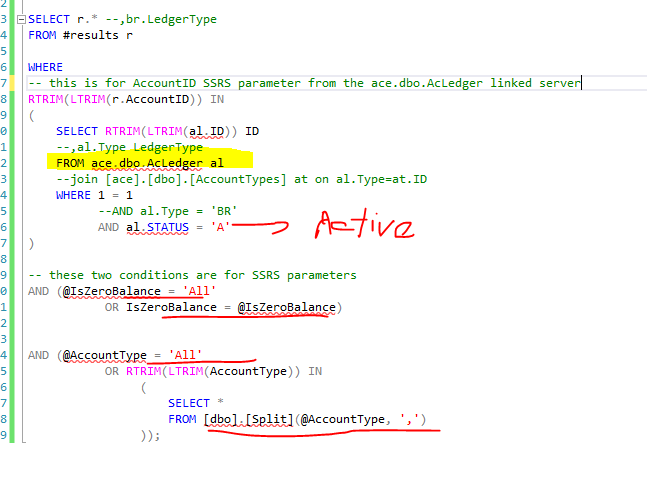 2
3 SELECT r.* --,br.LedgerType
4 FROM #results r
5
6 WHERE
7 -- this is for AccountID SSRS parameter from the ace.dbo.AcLedger linked server
8 RTRIM(LTRIM(r.AccountID)) IN
9 (
0 SELECT RTRIM(LTRIM(al.ID)) ID
1 --,al.Type LedgerType
2 FROM ace.dbo.AcLedger al
3 --join [ace].[dbo].[AccountTypes] at on al.Type=at.ID
4 WHERE 1 = 1
5 --AND al.Type = 'BR'
6 AND al.STATUS = 'A' Active
7 )
8
9 -- these two conditions are for SSRS parameters
0 AND (@IsZeroBalance = 'All'
1 OR IsZeroBalance = @IsZeroBalance)
2
3
4 AND (@AccountType = 'All'
5 OR RTRIM(LTRIM(AccountType)) IN
6 (
7 SELECT *
8 FROM [dbo].[Split](@AccountType, ',')
9 ));